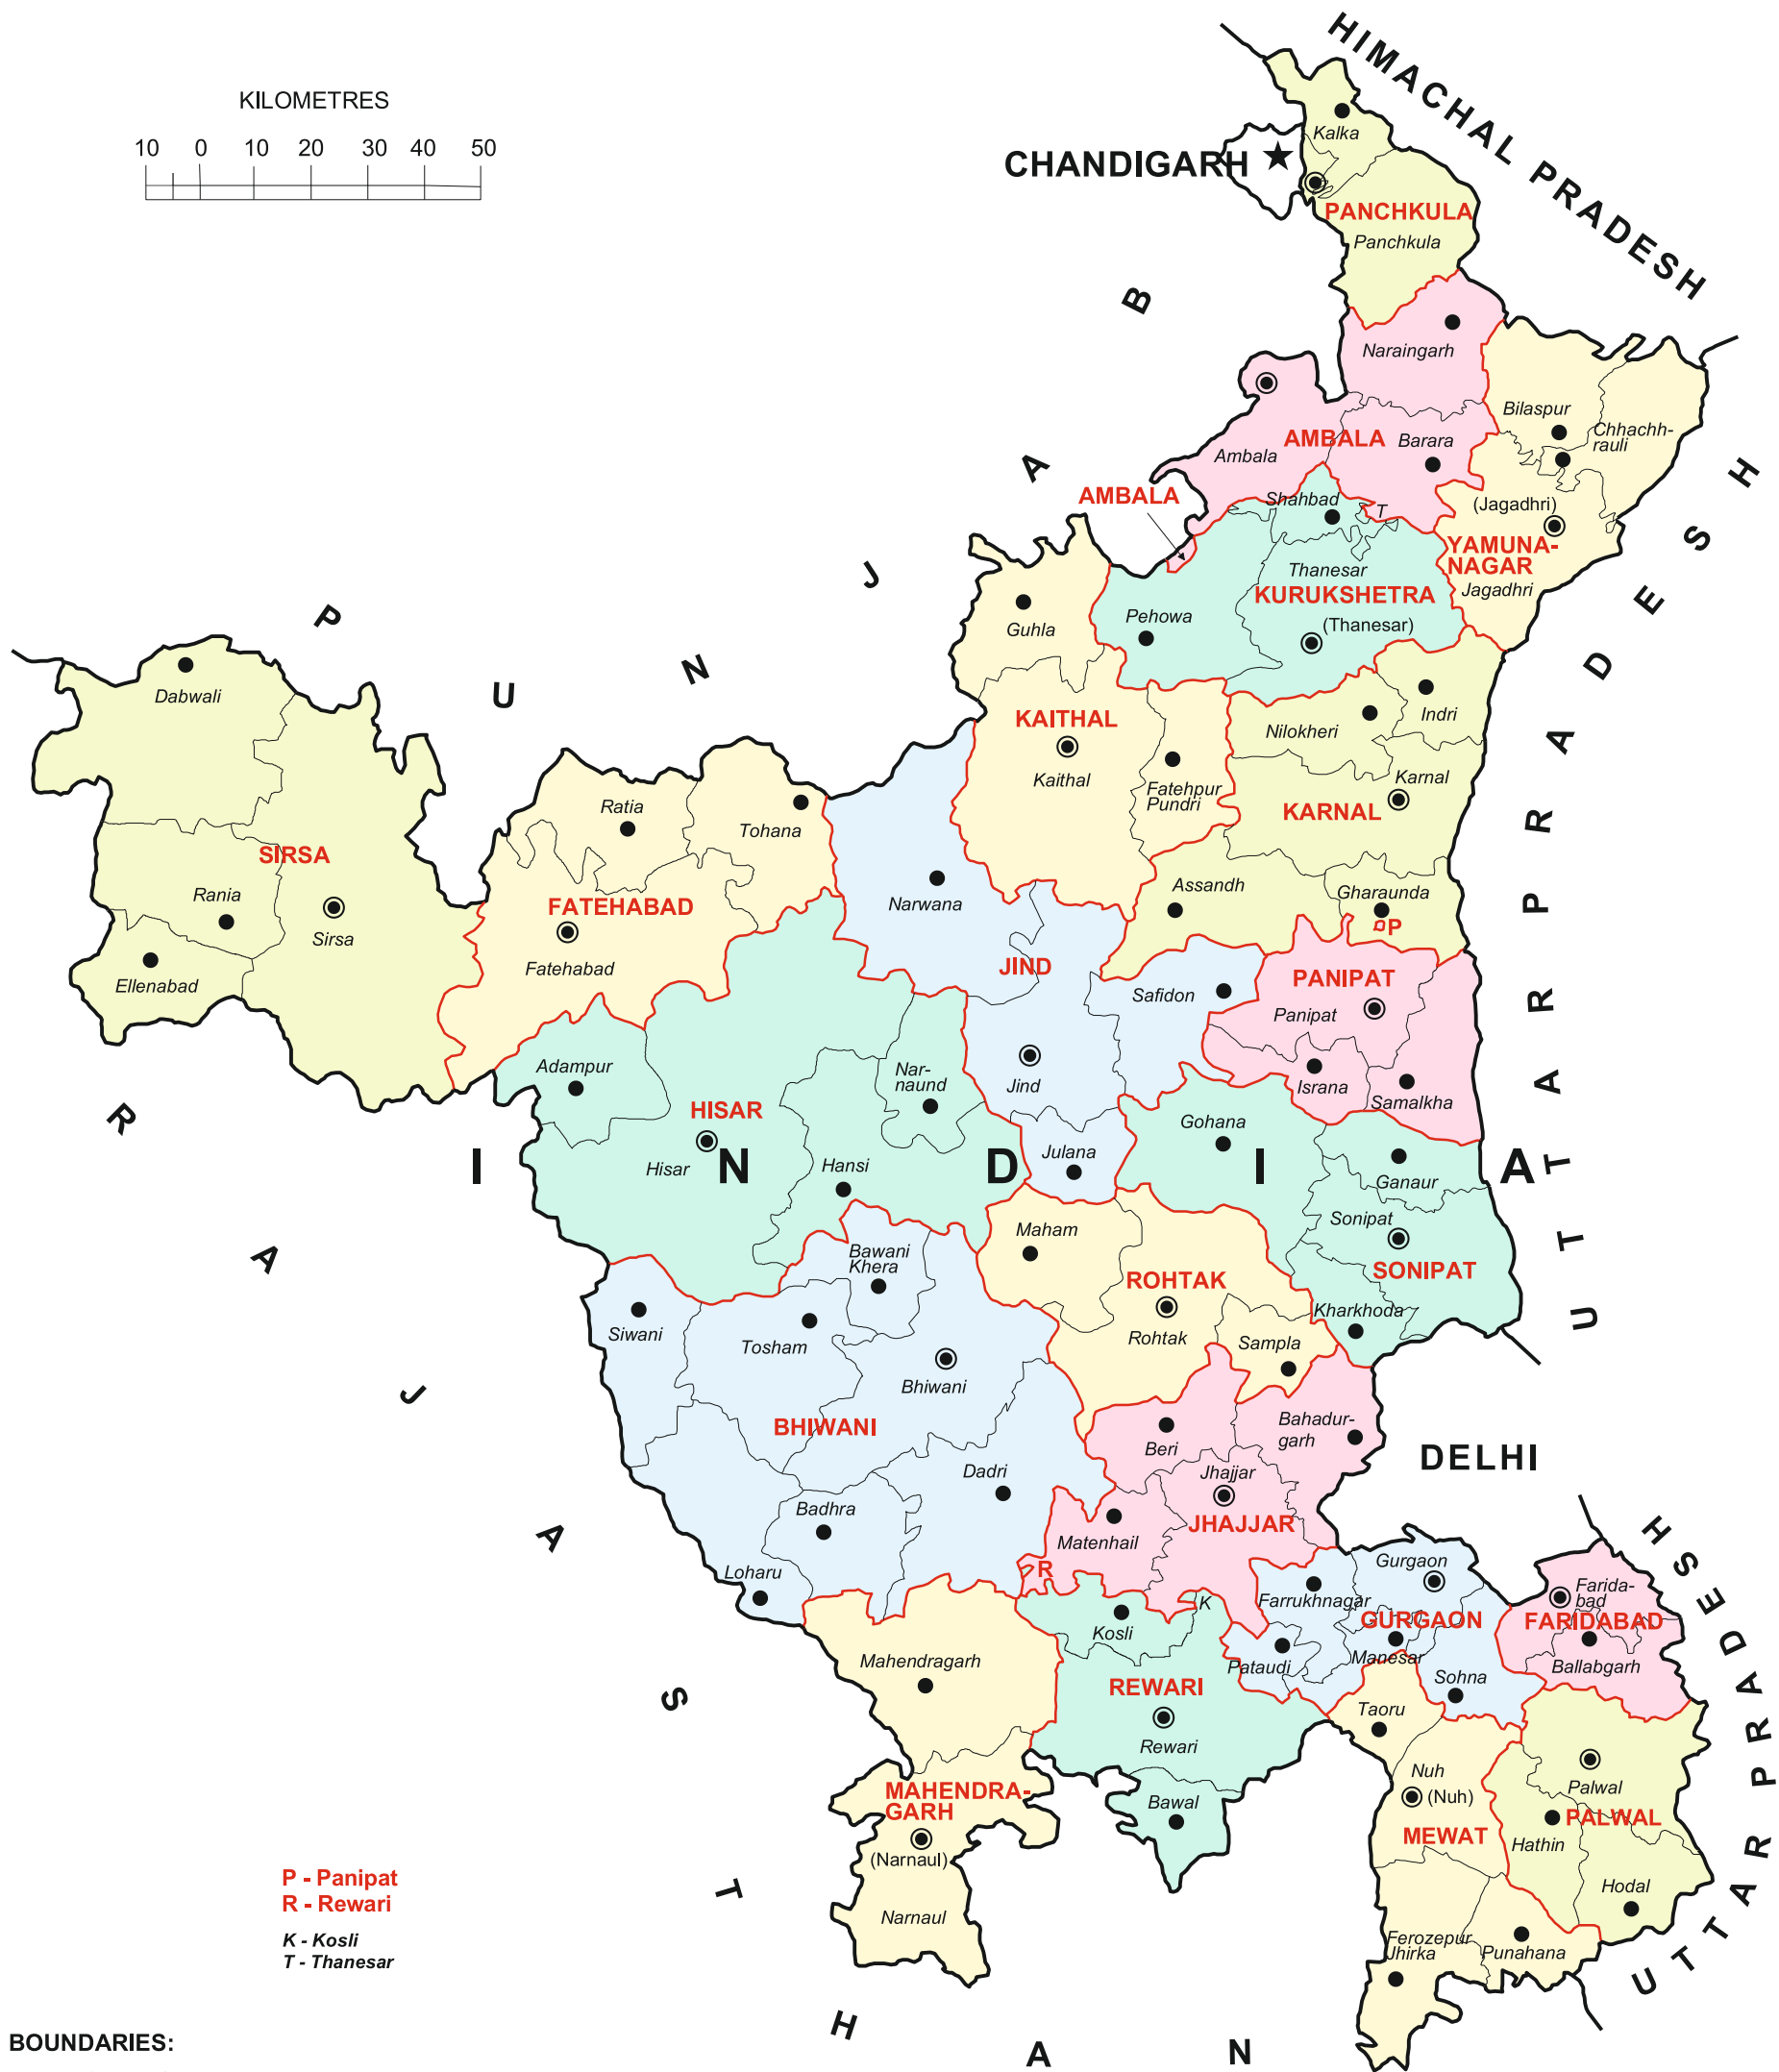 KILOMETRES
10 0 10 20 30 40 50
HIMACHAL PRADESH
CHANDIGARH
Kalka
PANCHKULA
Panchkula
Naraingarh
AMBALA
Ambala
Barara
AMBALA
Bilaspur
Chhachh-
rauli
(Jagadhri)
YAMUNA-
NAGAR
Jagadhri
Shahbad
T
Thanesar
KURUKSHETRA
(Thanesar)
Pehowa
Guhla
KAITHAL
Kaithal
Fatehpur
Pundri
Nilokheri
Indri
Karnal
KARNAL
Assandh
Gharaunda
P
PUNJAB
Dabwali
SIRSA
Rania
Sirsa
Ellenabad
Ratia
Tohana
FATEHABAD
Fatehabad
Narwana
JIND
Safidon
Jind
Julana
PANIPAT
Panipat
Israna
Samalkha
Adampur
HISAR
Hisar
Nar-
naund
Hansi
INDIA
Gohana
Ganaur
Sonipat
SONIPAT
Kharkhoda
UTTAR PRADESH
Maham
ROHTAK
Rohtak
Sampla
Bawani
Khera
Siwani
Tosham
Bhiwani
BHIWANI
Dadri
Badhra
Loharu
Beri
Bahadur-
garh
Jhajjar
JHAJJAR
Matenhail
R
DELHI
Gurgaon
Farrukhnagar
GURGAON
Manesar
Pataudi
Sohna
Farida-
bad
FARIDABAD
Ballabgarh
K
Kosli
REWARI
Rewari
Bawal
Mahendragarh
MAHENDRA-
GARH
(Narnaul)
Narnaul
Taoru
Nuh
(Nuh)
MEWAT
Ferozepur
Jhirka
Punahana
Palwal
PALWAL
Hathin
Hodal
UTTAR PRADESH
RAJASTHAN
P - Panipat
R - Rewari
K - Kosli
T - Thanesar
BOUNDARIES: